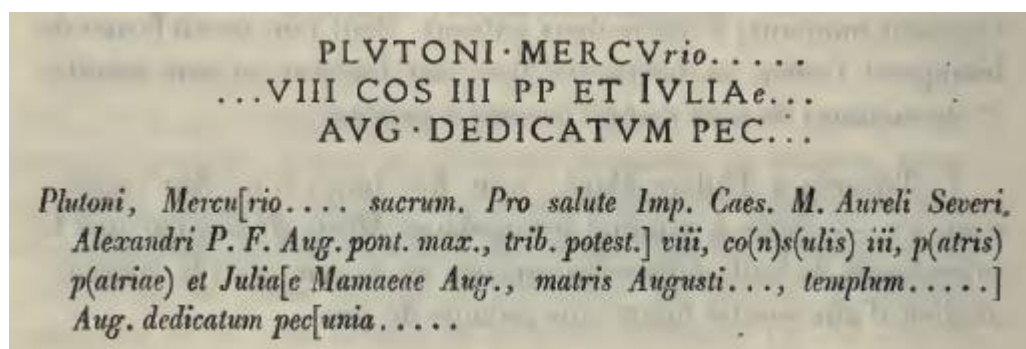 PLVTONI·MERCVrio.....
...VIII COS III PP ET IVLIAe...
AVG·DEDICATVM PEC...
Plutoni, Mercu[rio.... sacrum. Pro salute Imp. Caes. M. Aureli Severi.
Alexandri P. F. Aug. pont. max., trib. potest.] viii, co(n)s(ulis) iii, p(atris)
p(atriae) et Julia[e Mamaeae Aug., matris Augusti..., templum.....]
Aug. dedicatum pec[unia.....